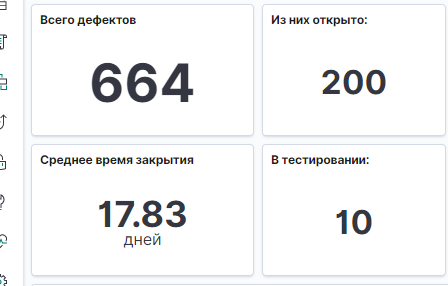 Всего дефектов
664
Из них открыто:
200
Среднее время закрытия
17.83
дней
В тестировании:
10